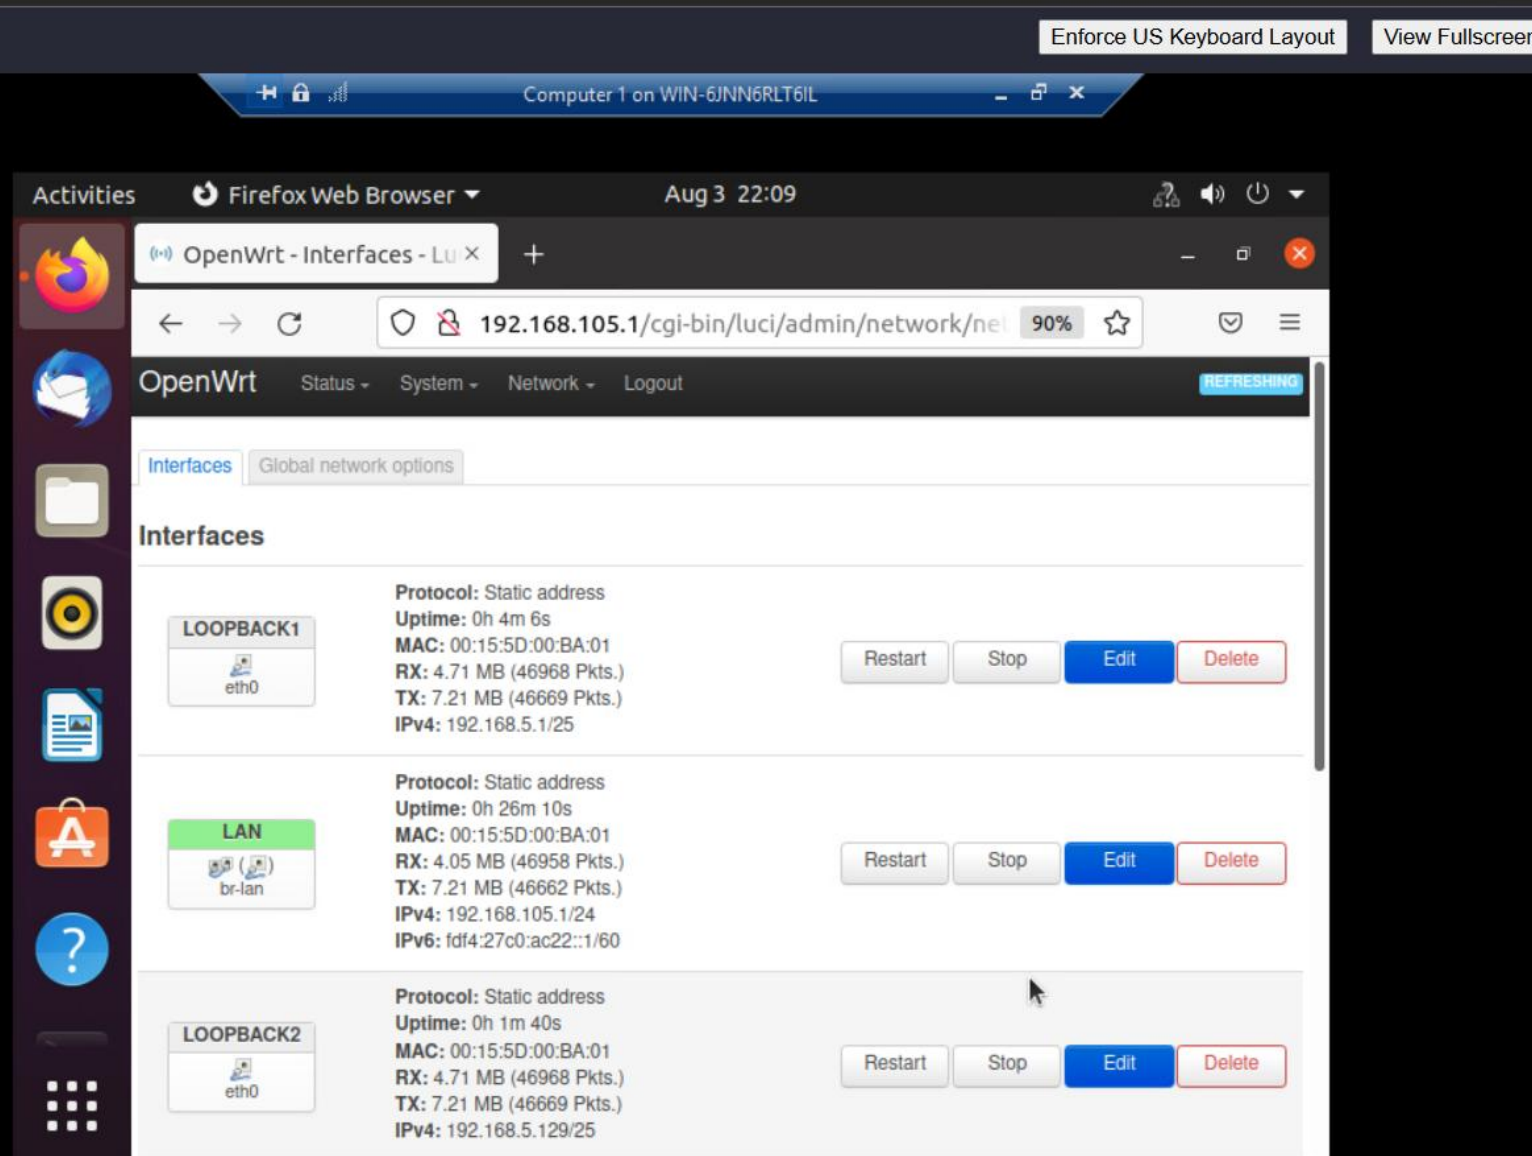 Enforce US Keyboard Layout
View Fullscreen
Computer 1 on WIN-6JNN6RLT6IL
Activities
Firefox Web Browser
Aug 3 22:09
OpenWrt - Interfaces - Lu
192.168.105.1/cgi-bin/luci/admin/network/net
90%
OpenWrt
Status
System
Network
Logout
REFRESHING
Interfaces
Global network options
Interfaces
LOOPBACK1
eth0
Protocol: Static address
Uptime: 0h 4m 6s
MAC: 00:15:5D:00:BA:01
RX: 4.71 MB (46968 Pkts.)
TX: 7.21 MB (46669 Pkts.)
IPv4: 192.168.5.1/25
Restart
Stop
Edit
Delete
LAN
br-lan
Protocol: Static address
Uptime: 0h 26m 10s
MAC: 00:15:5D:00:BA:01
RX: 4.05 MB (46958 Pkts.)
TX: 7.21 MB (46662 Pkts.)
IPv4: 192.168.105.1/24
IPv6: fdf4:27c0:ac22::1/60
Restart
Stop
Edit
Delete
LOOPBACK2
eth0
Protocol: Static address
Uptime: 0h 1m 40s
MAC: 00:15:5D:00:BA:01
RX: 4.71 MB (46968 Pkts.)
TX: 7.21 MB (46669 Pkts.)
IPv4: 192.168.5.129/25
Restart
Stop
Edit
Delete